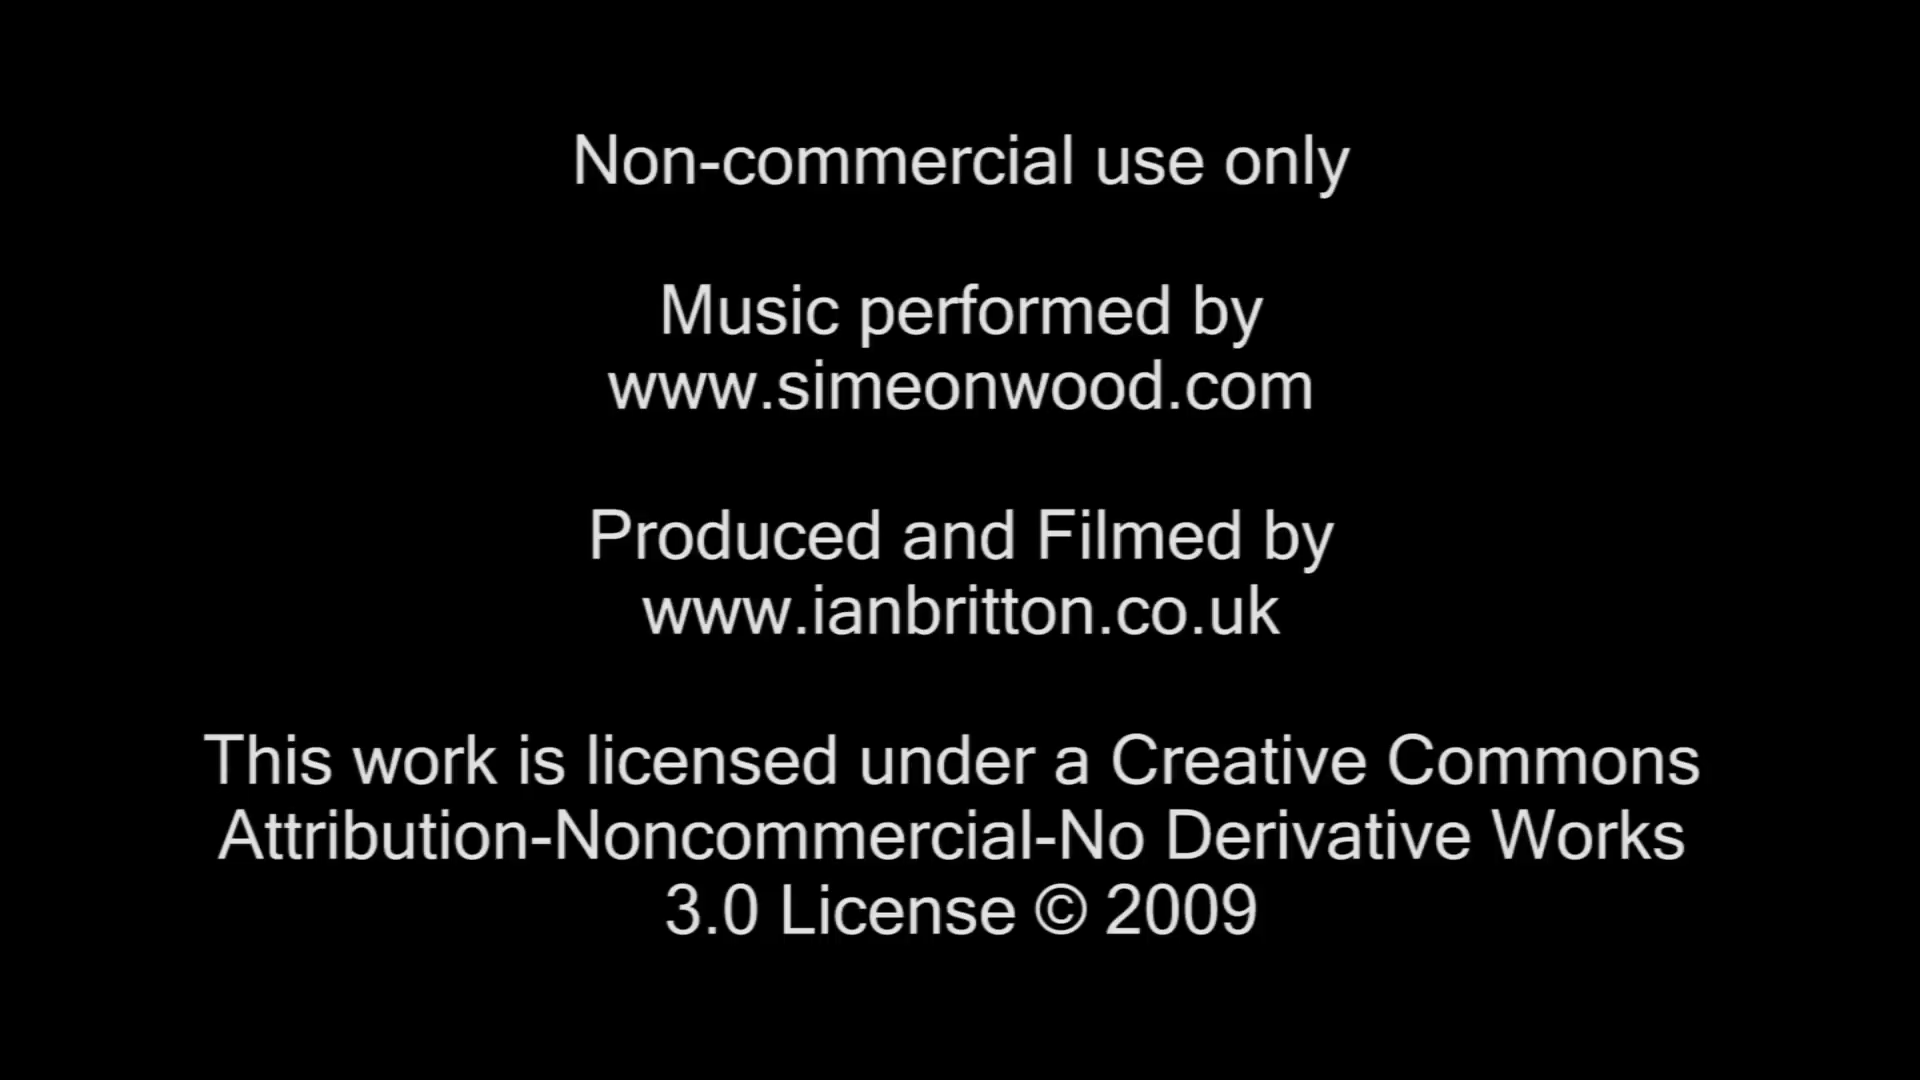 Non-commercial use only
Music performed by
www.simeonwood.com
Produced and Filmed by
www.ianbritton.co.uk
This work is licensed under a Creative Commons
Attribution-Noncommercial-No Derivative Works
3.0 License © 2009